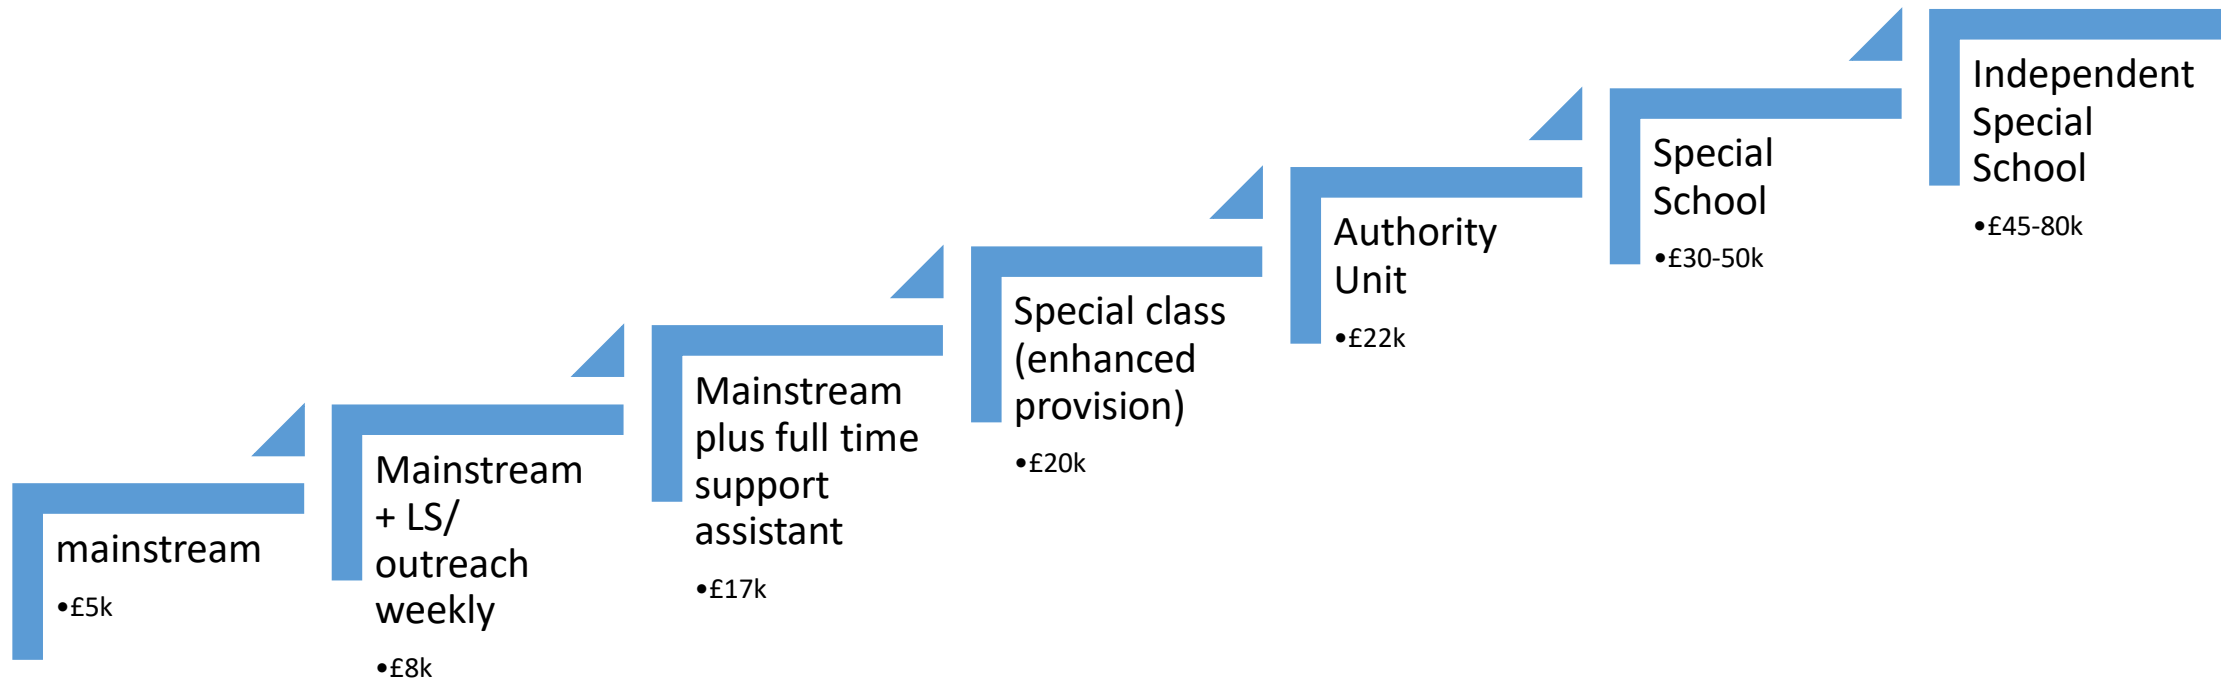 mainstream
•£5k
Mainstream
+ LS/
outreach
weekly
•£8k
Mainstream
plus full time
support
assistant
•£17k
Special class
(enhanced
provision)
•£20k
Authority
Unit
•£22k
Special
School
•£30-50k
Independent
Special
School
•£45-80k